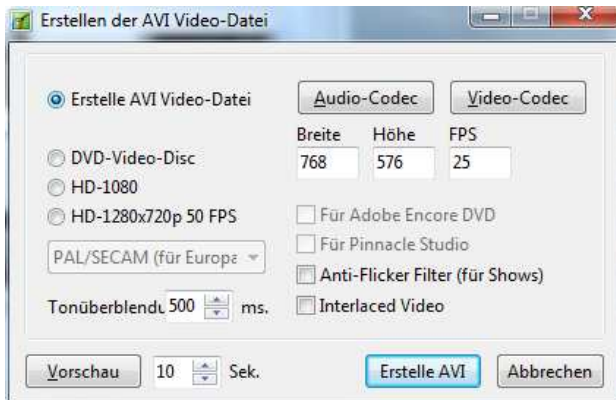 Erstellen der AVI Video-Datei
Erstelle AVI Video-Datei
Audio-Codec
Video-Codec
Breite Höhe FPS
768 576 25
DVD-Video-Disc
HD-1080
HD-1280x720p 50 FPS
Für Adobe Encore DVD
Für Pinnacle Studio
PAL/SECAM (für Europa
Anti-Flicker Filter (für Shows)
Tonüberblendu 500 ms.
Interlaced Video
Vorschau 10 Sek.
Erstelle AVI
Abbrechen